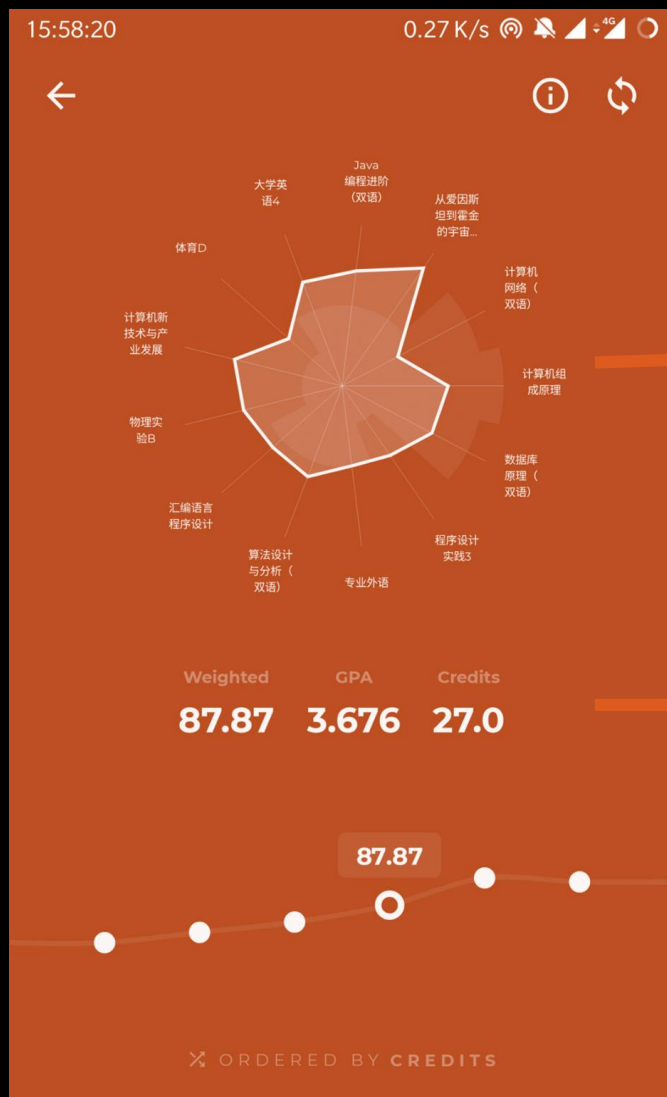 15:58:20
0.27 K/s
4G
Java
编程进阶
(双语)
大学英
语4
从爱因斯
坦到霍金
的宇宙...
体育D
计算机
网络（
双语)
计算机新
技术与产
业发展
计算机组
成原理
物理实
验B
数据库
原理（
双语)
汇编语言
程序设计
程序设计
实践3
算法设计
与分析（
双语)
专业外语
Weighted
GPA
Credits
87.87
3.676
27.0
87.87
ORDERED BY CREDITS